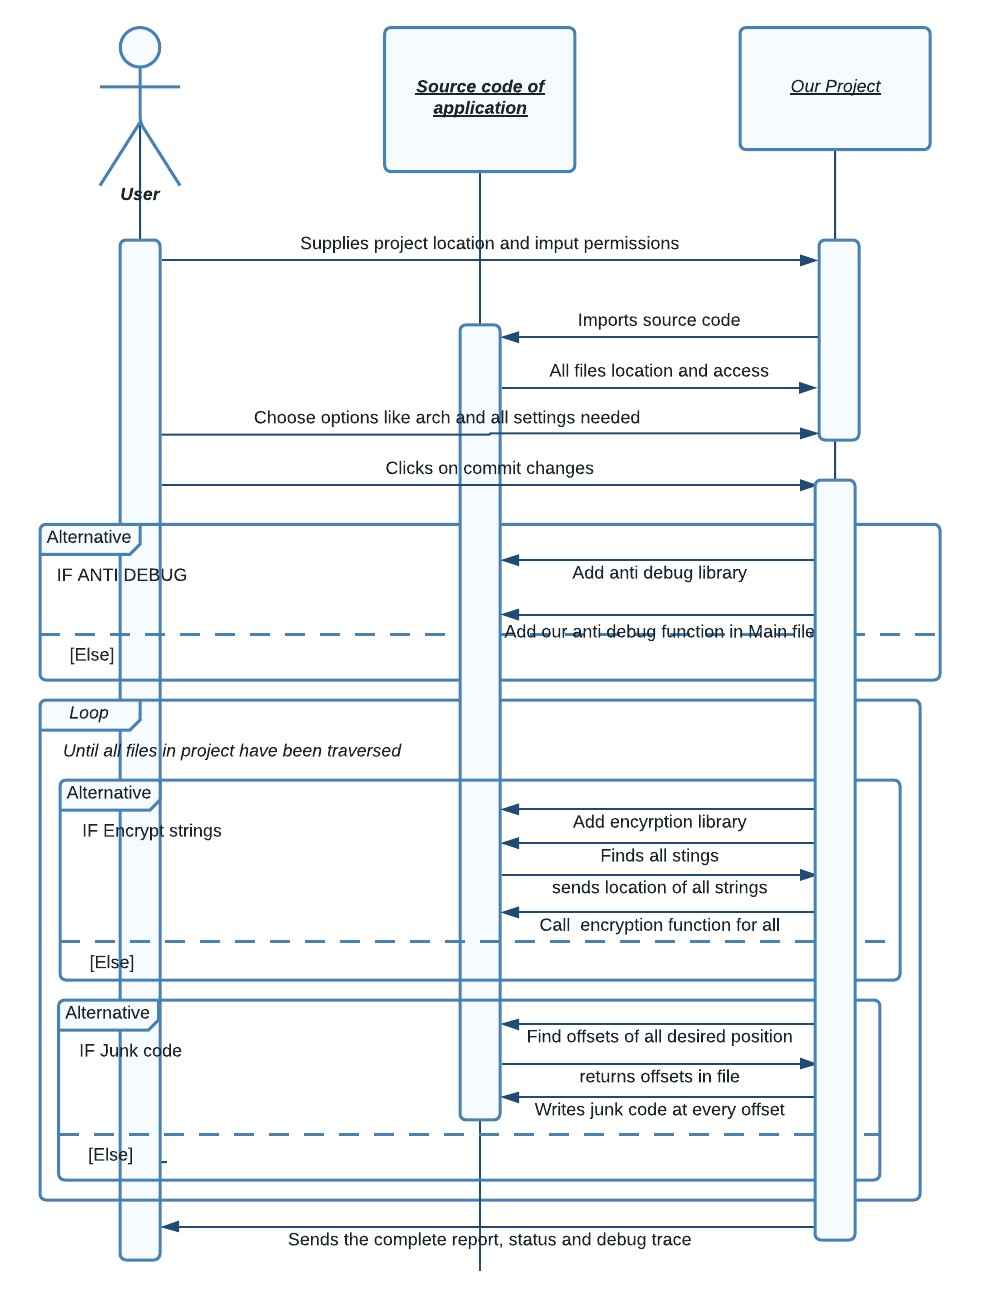 Source code of
application
Our Project
User
Supplies project location and imput permissions
Imports source code
All files location and access
Choose options like arch and all settings needed
Clicks on commit changes
Alternative
IF ANTI DEBUG
Add anti debug library
Add our anti debug function in Main file
[Else]
Loop
Until all files in project have been traversed
Alternative
IF Encrypt strings
Add encyrption library
Finds all stings
sends location of all strings
Call  encryption function for all
[Else]
Alternative
IF Junk code
Find offsets of all desired position
returns offsets in file
Writes junk code at every offset
[Else]
Sends the complete report, status and debug trace